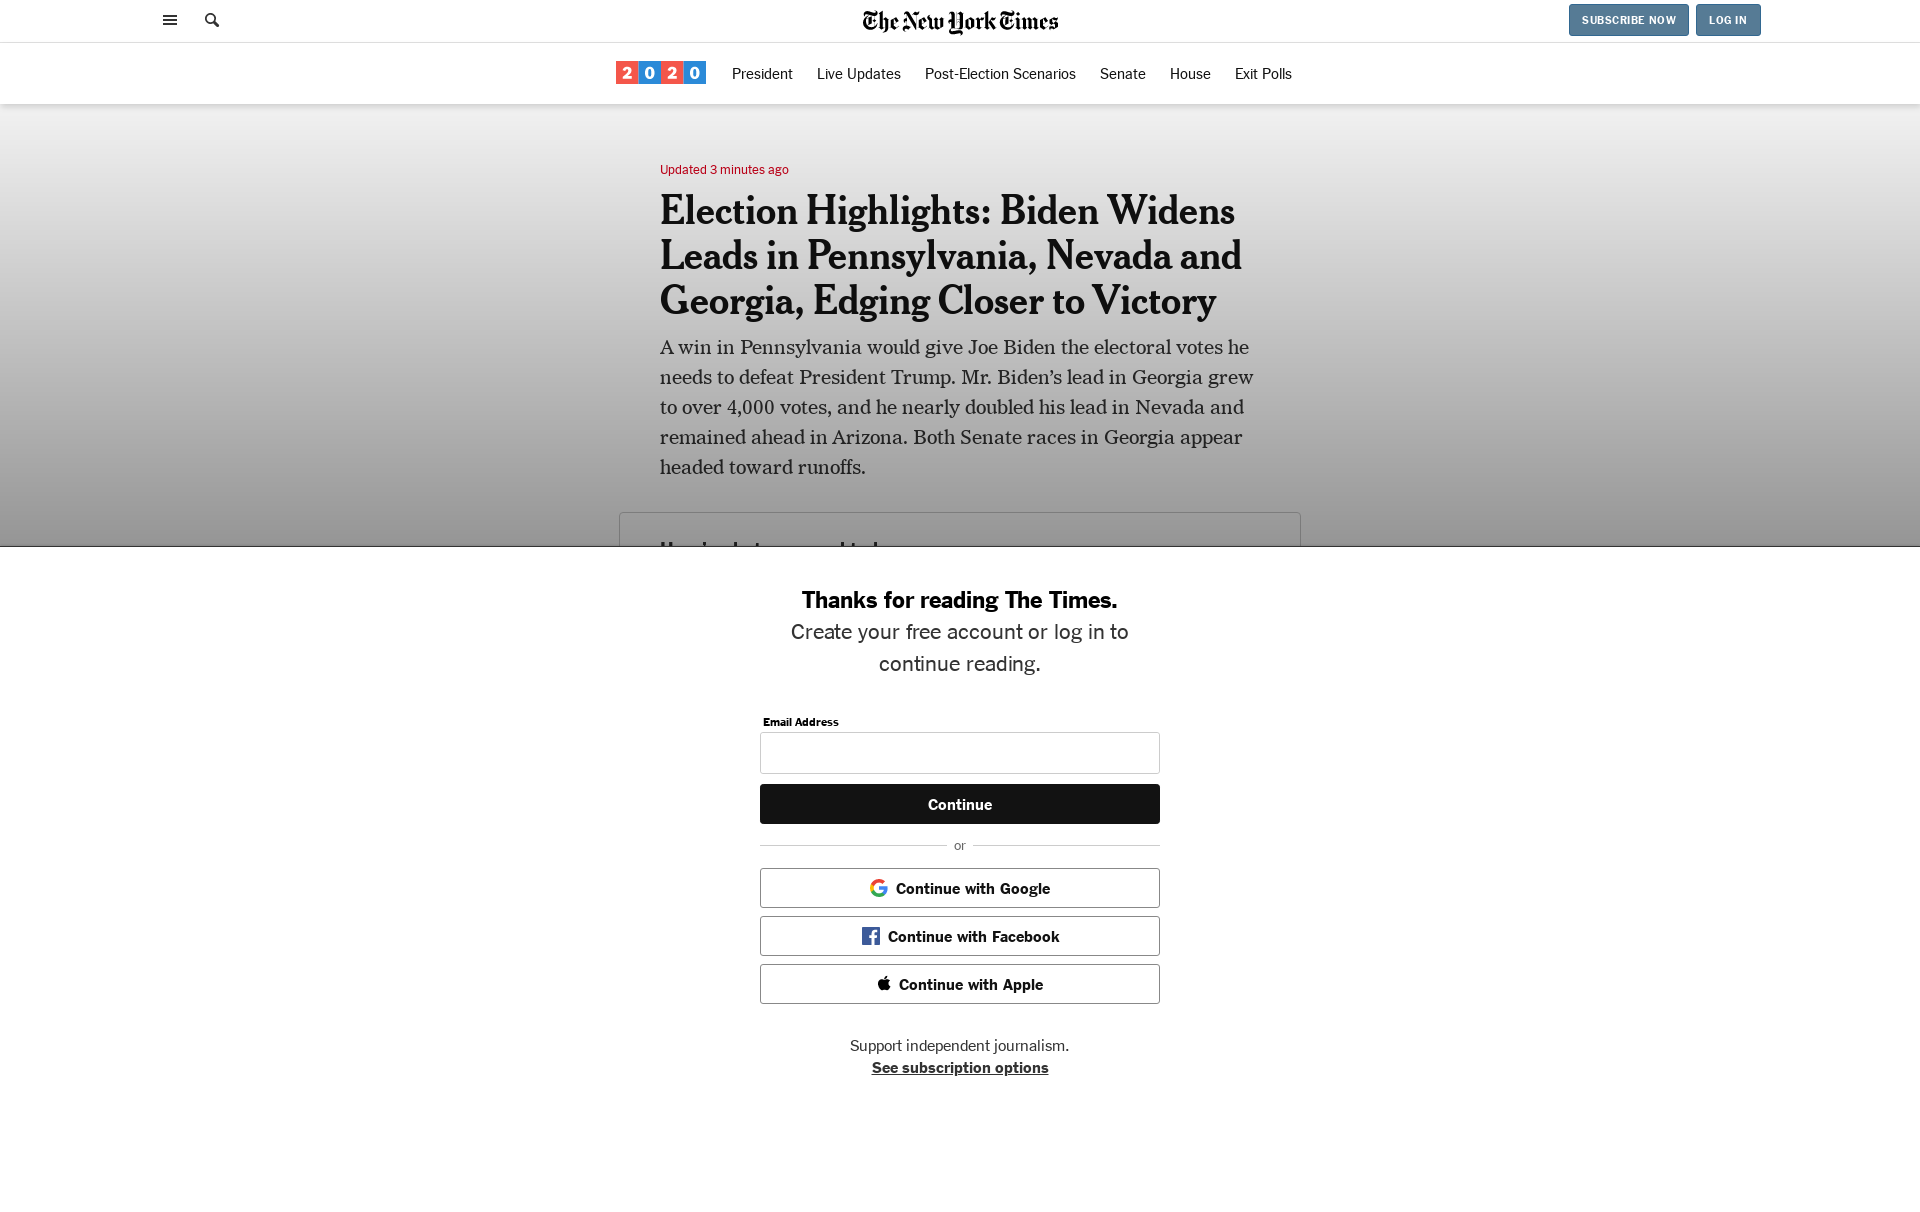 The New York Times
SUBSCRIBE NOW
LOG IN
2020
President
Live Updates
Post-Election Scenarios
Senate
House
Exit Polls
Updated 3 minutes ago
Election Highlights: Biden Widens
Leads in Pennsylvania, Nevada and
Georgia, Edging Closer to Victory
A win in Pennsylvania would give Joe Biden the electoral votes he
needs to defeat President Trump. Mr. Biden’s lead in Georgia grew
to over 4,000 votes, and he nearly doubled his lead in Nevada and
remained ahead in Arizona. Both Senate races in Georgia appear
headed toward runoffs.
Thanks for reading The Times.
Create your free account or log in to
continue reading.
Email Address
Continue
or
Continue with Google
Continue with Facebook
Continue with Apple
Support independent journalism.
See subscription options